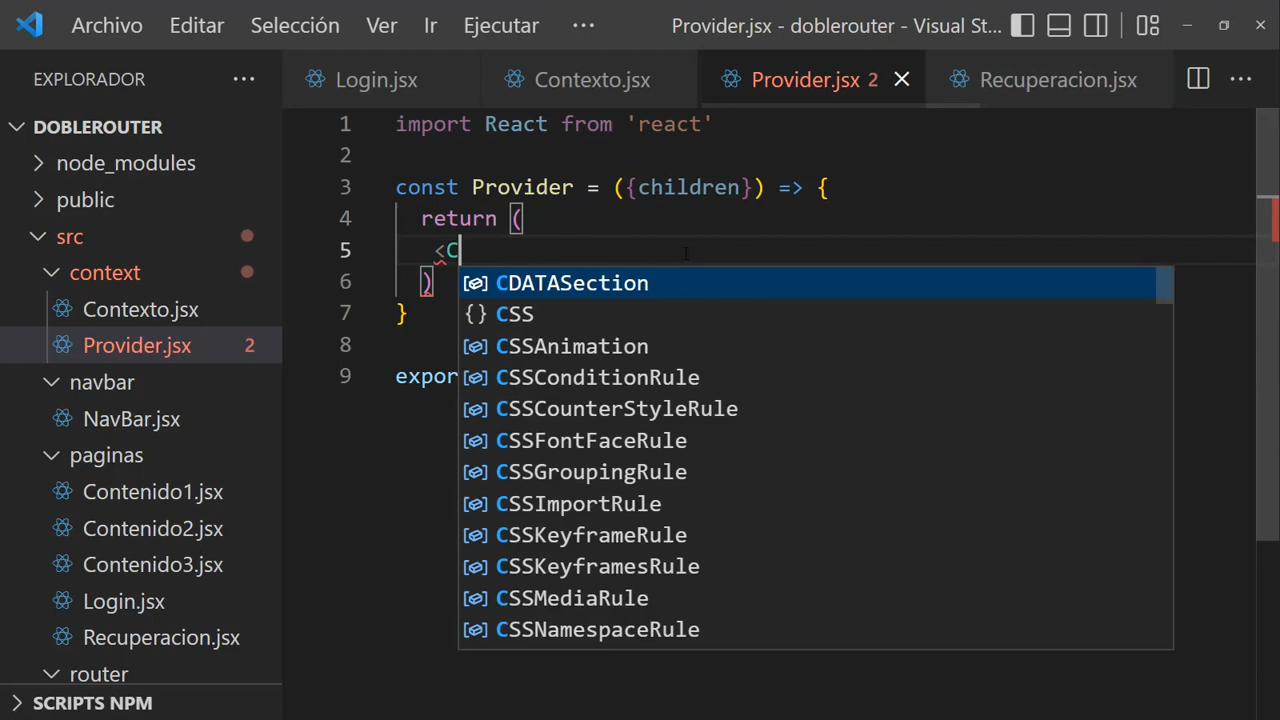 Archivo Editar Selección Ver Ir Ejecutar ··· Provider.jsx - doblerouter - Visual St...
EXPLORADOR ···
Login.jsx Contexto.jsx Provider.jsx 2 Recuperacion.jsx ···
DOBLEROUTER
node_modules
public
src
context
Contexto.jsx
Provider.jsx 2
navbar
NavBar.jsx
paginas
Contenido1.jsx
Contenido2.jsx
Contenido3.jsx
Login.jsx
Recuperacion.jsx
router
SCRIPTS NPM
1 import React from 'react'
2
3 const Provider = ({children}) => {
4 return (
5 <C
6 )
7 }
8
9 expor
CDATASection
{} CSS
CSSAnimation
CSSConditionRule
CSSCounterStyleRule
CSSFontFaceRule
CSSGroupingRule
CSSImportRule
CSSKeyframeRule
CSSKeyframesRule
CSSMediaRule
CSSNamespaceRule